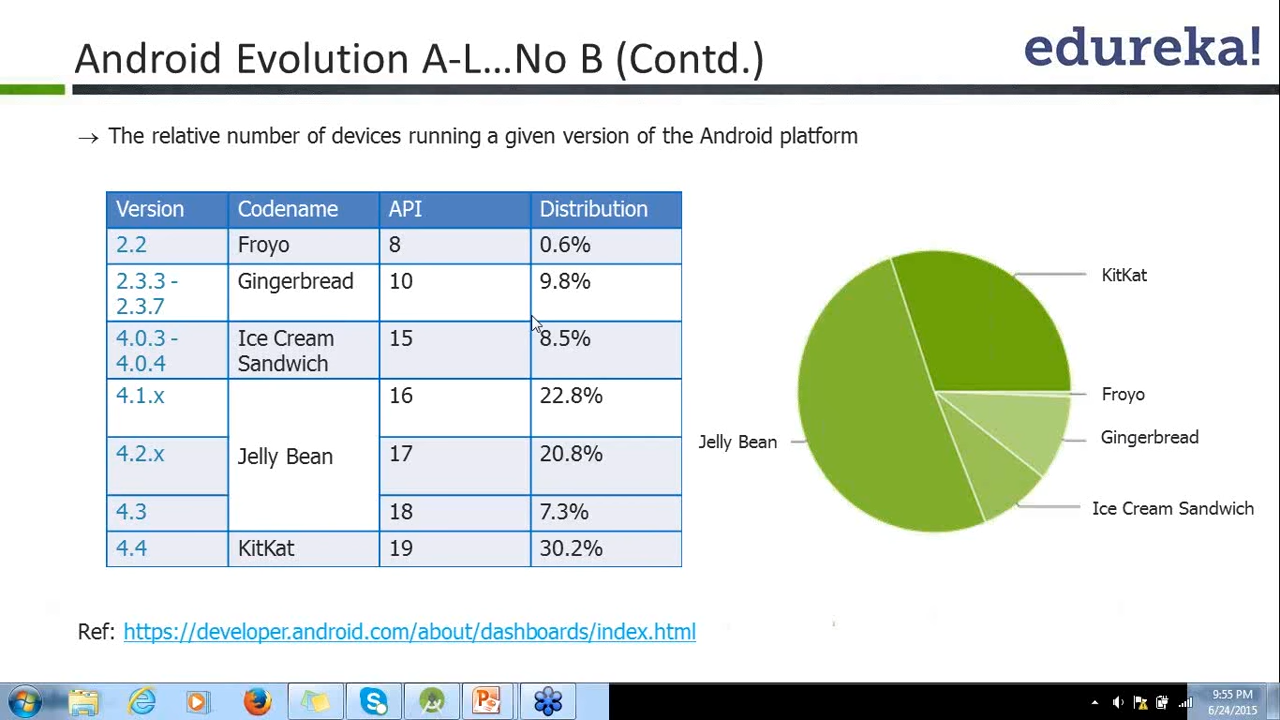 Android Evolution A-L...No B (Contd.)
edureka!
→ The relative number of devices running a given version of the Android platform
Version Codename API Distribution
2.2 Froyo 8 0.6%
2.3.3 - Gingerbread 10 9.8%
2.3.7
4.0.3 - Ice Cream 15 8.5%
4.0.4 Sandwich
4.1.x 16 22.8%
4.2.x Jelly Bean 17 20.8%
4.3 18 7.3%
4.4 KitKat 19 30.2%
KitKat
Froyo
Gingerbread
Jelly Bean
Ice Cream Sandwich
Ref: https://developer.android.com/about/dashboards/index.html
9:55 PM
6/24/2015